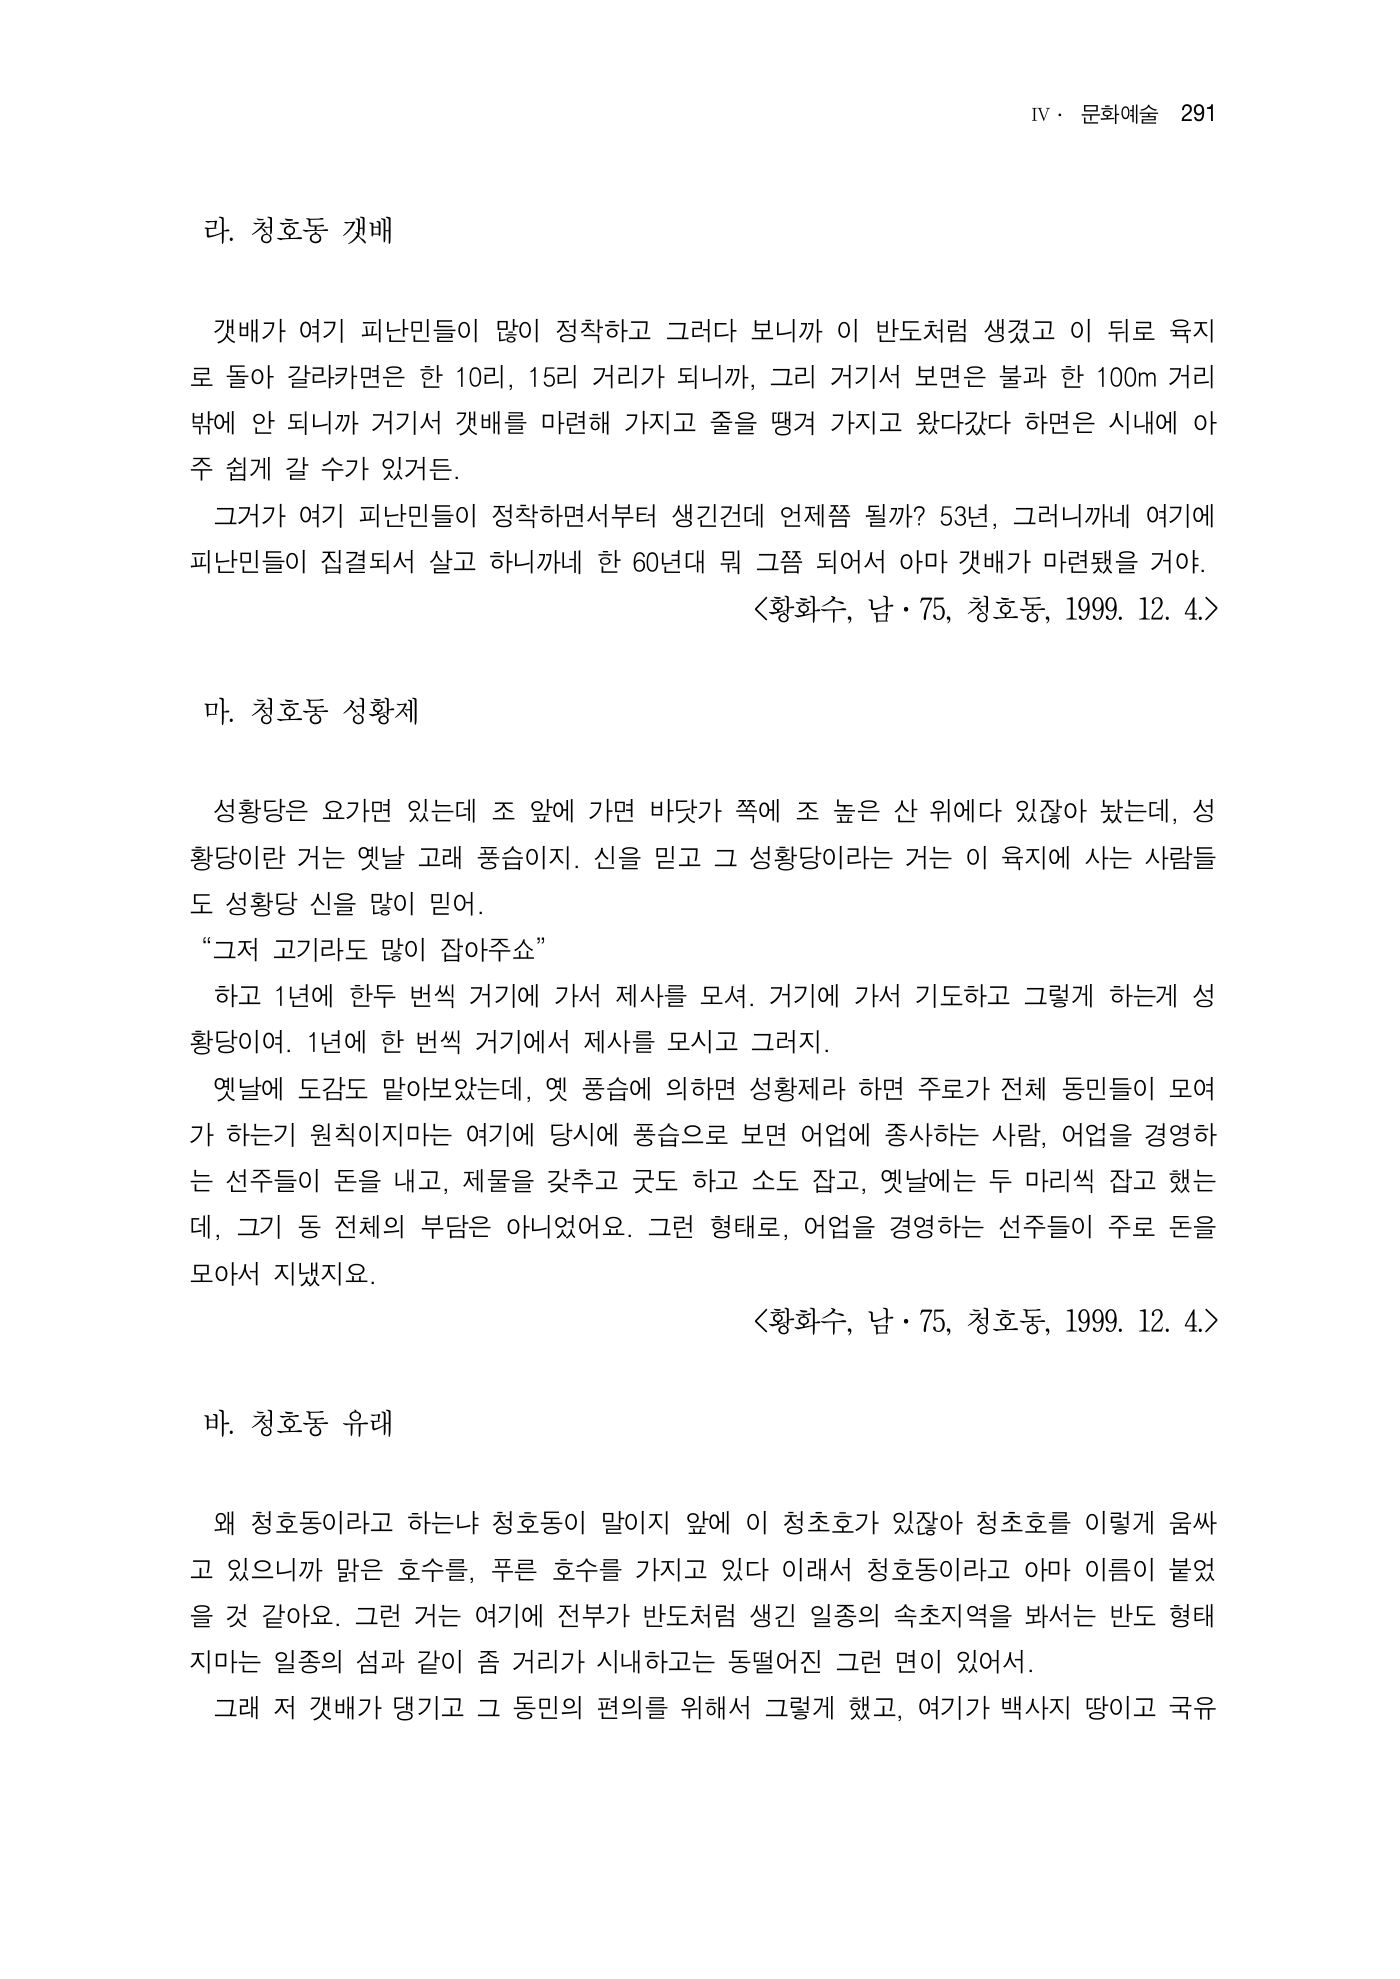 Ⅳ · 문화예술 291
라. 청호동 갯배
갯배가 여기 피난민들이 많이 정착하고 그러다 보니까 이 반도처럼 생겼고 이 뒤로 육지
로 돌아 갈라카면은 한 10리, 15리 거리가 되니까, 그리 거기서 보면은 불과 한 100m 거리
밖에 안 되니까 거기서 갯배를 마련해 가지고 줄을 땡겨 가지고 왔다갔다 하면은 시내에 아
주 쉽게 갈 수가 있거든.
그거가 여기 피난민들이 정착하면서부터 생긴건데 언제쯤 될까? 53년, 그러니까네 여기에
피난민들이 집결되서 살고 하니까네 한 60년대 뭐 그쯤 되어서 아마 갯배가 마련됐을 거야.
<황화수, 남·75, 청호동, 1999. 12. 4.>
마. 청호동 성황제
성황당은 요가면 있는데 조 앞에 가면 바닷가 쪽에 조 높은 산 위에다 있잖아 놨는데, 성
황당이란 거는 옛날 고래 풍습이지. 신을 믿고 그 성황당이라는 거는 이 육지에 사는 사람들
도 성황당 신을 많이 믿어.
“그저 고기라도 많이 잡아주쇼”
하고 1년에 한두 번씩 거기에 가서 제사를 모셔. 거기에 가서 기도하고 그렇게 하는게 성
황당이여. 1년에 한 번씩 거기에서 제사를 모시고 그러지.
옛날에 도감도 맡아보았는데, 옛 풍습에 의하면 성황제라 하면 주로가 전체 동민들이 모여
가 하는기 원칙이지마는 여기에 당시에 풍습으로 보면 어업에 종사하는 사람, 어업을 경영하
는 선주들이 돈을 내고, 제물을 갖추고 굿도 하고 소도 잡고, 옛날에는 두 마리씩 잡고 했는
데, 그기 동 전체의 부담은 아니었어요. 그런 형태로, 어업을 경영하는 선주들이 주로 돈을
모아서 지냈지요.
<황화수, 남·75, 청호동, 1999. 12. 4.>
바. 청호동 유래
왜 청호동이라고 하는냐 청호동이 말이지 앞에 이 청초호가 있잖아 청초호를 이렇게 움싸
고 있으니까 맑은 호수를, 푸른 호수를 가지고 있다 이래서 청호동이라고 아마 이름이 붙었
을 것 같아요. 그런 거는 여기에 전부가 반도처럼 생긴 일종의 속초지역을 봐서는 반도 형태
지마는 일종의 섬과 같이 좀 거리가 시내하고는 동떨어진 그런 면이 있어서.
그래 저 갯배가 댕기고 그 동민의 편의를 위해서 그렇게 했고, 여기가 백사지 땅이고 국유